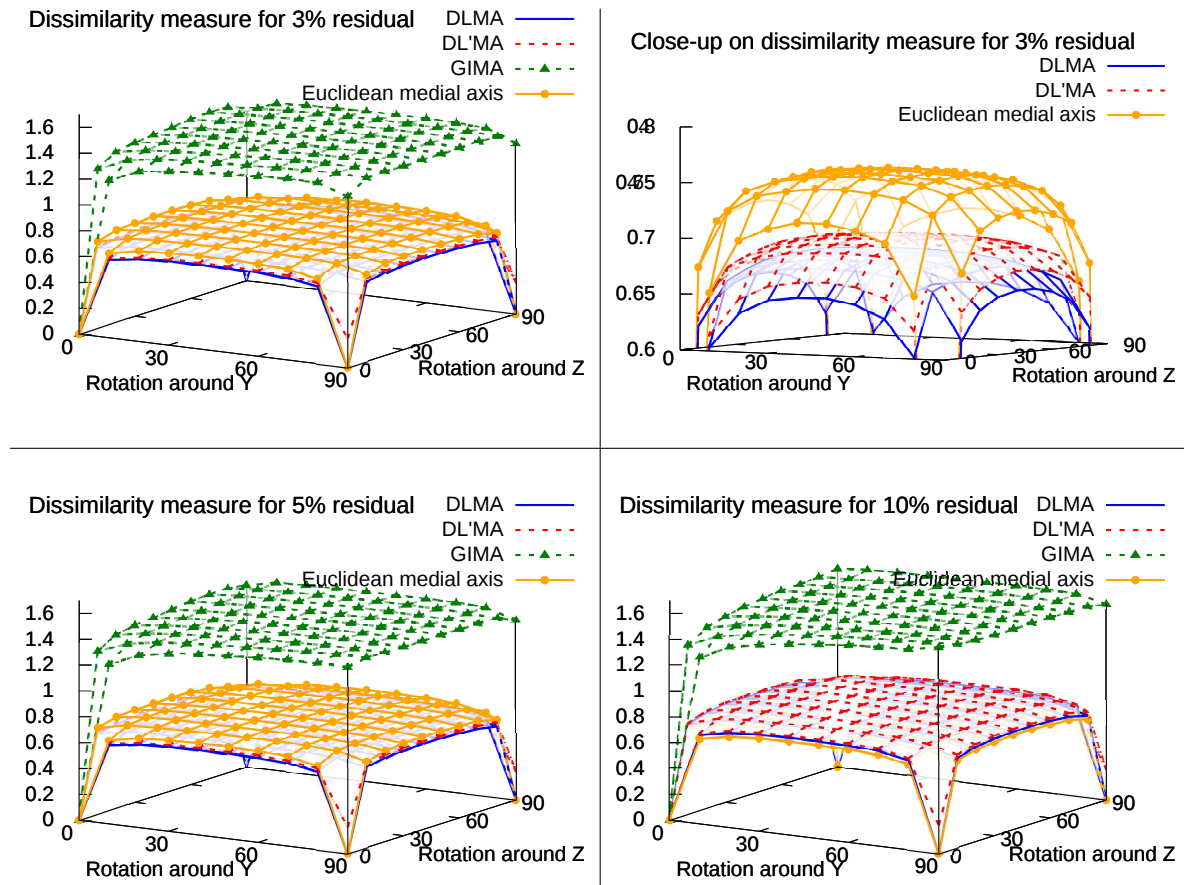 Dissimilarity measure for 3% residual
DLMA
DL'MA
GIMA
Euclidean medial axis
1.6
1.4
1.2
1
0.8
0.6
0.4
0.2
0
0
30
60
90
Rotation around Y
0
30
60
90
Rotation around Z
Close-up on dissimilarity measure for 3% residual
DLMA
DL'MA
Euclidean medial axis
0.7
0.65
0.6
0
30
60
90
Rotation around Y
0
30
60
90
Rotation around Z
Dissimilarity measure for 5% residual
DLMA
DL'MA
GIMA
Euclidean medial axis
1.6
1.4
1.2
1
0.8
0.6
0.4
0.2
0
0
30
60
90
Rotation around Y
0
30
60
90
Rotation around Z
Dissimilarity measure for 10% residual
DLMA
DL'MA
GIMA
Euclidean medial axis
1.6
1.4
1.2
1
0.8
0.6
0.4
0.2
0
0
30
60
90
Rotation around Y
0
30
60
90
Rotation around Z